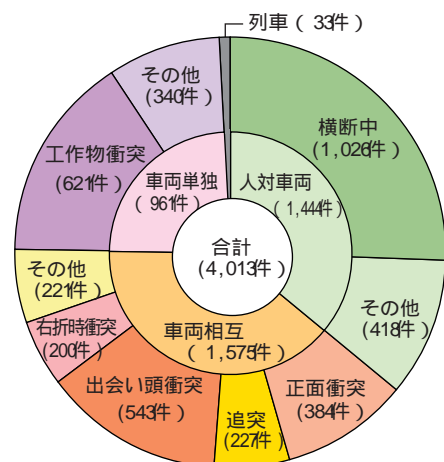 列車(33件)
その他
(340件)
横断中
(1,026件)
工作物衝突
(621件)
車両単独
(961件)
人対車両
(1,444件)
合計
(4,013件)
その他
(221件)
その他
(418件)
右折時衝突
(200件)
車両相互
(1,575件)
出会い頭衝突
(543件)
追突
(227件)
正面衝突
(384件)